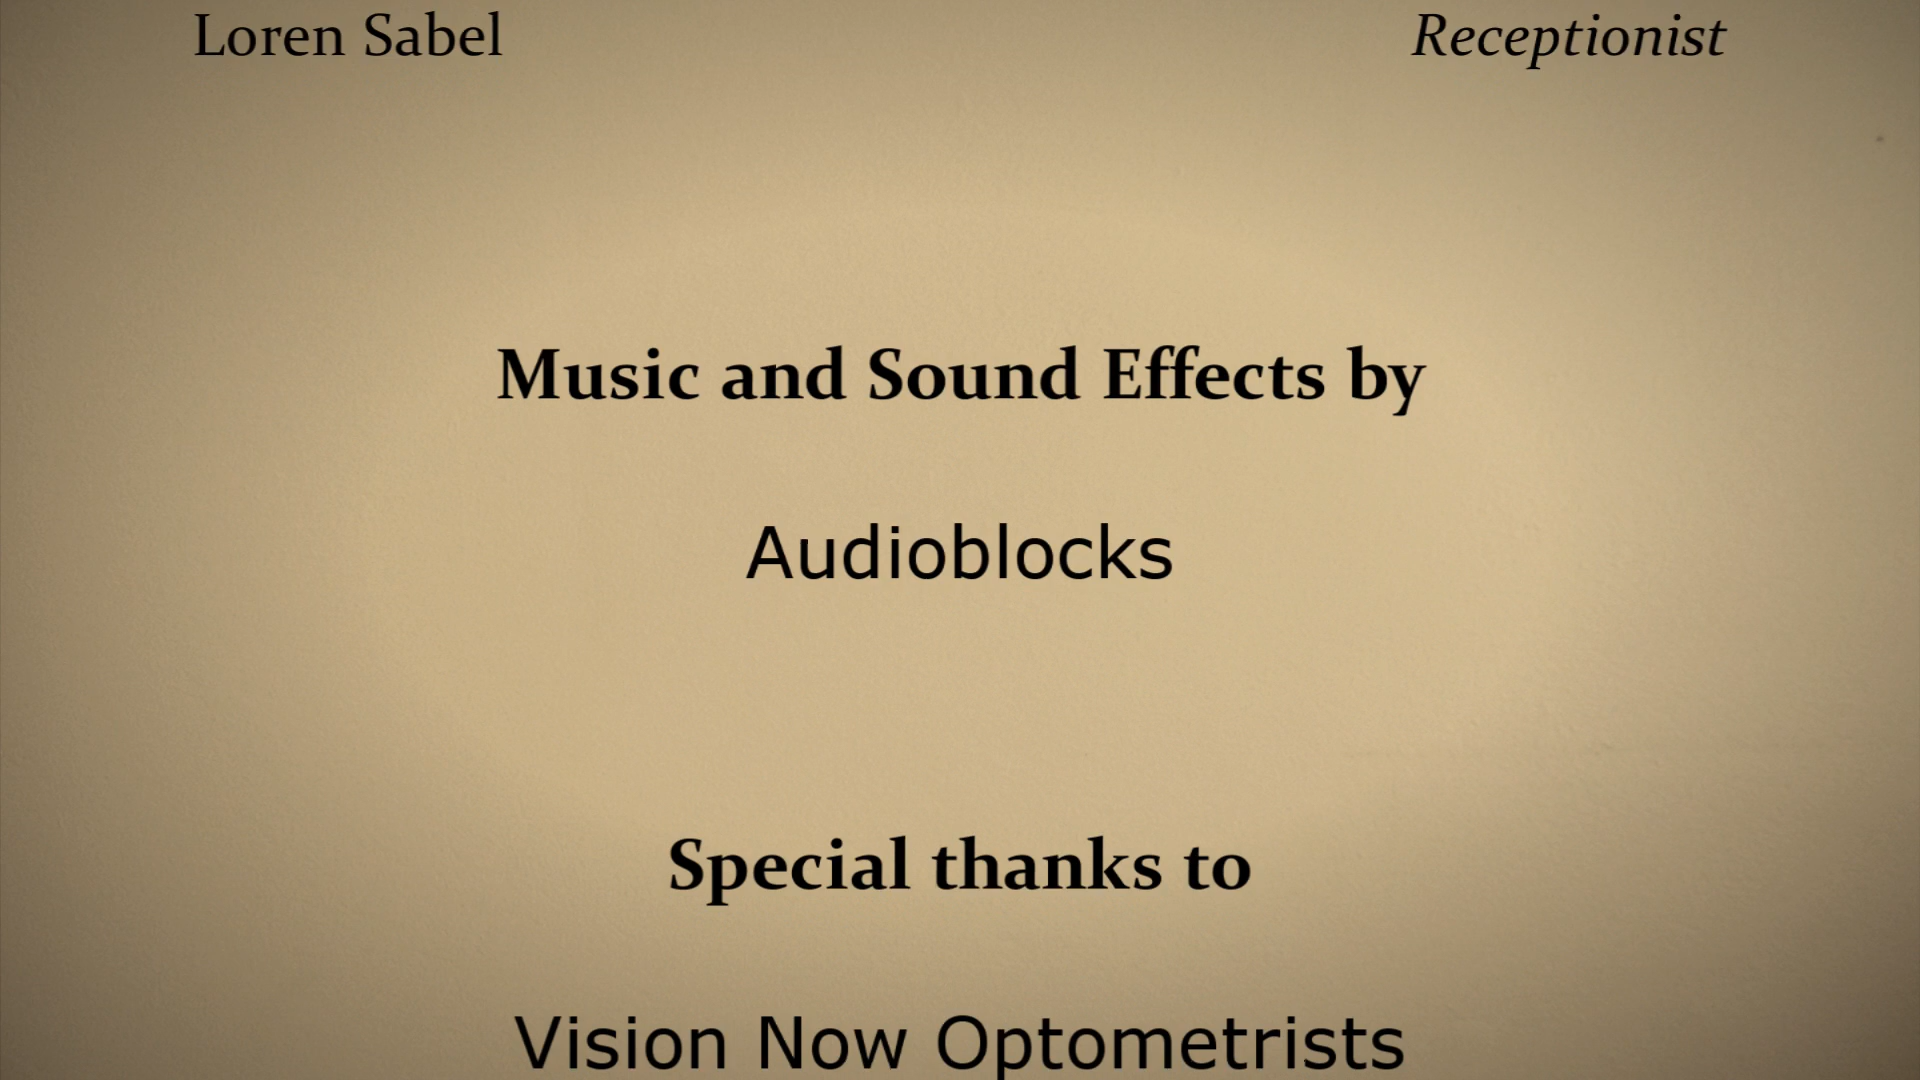 Loren Sabel Receptionist
Music and Sound Effects by
Audioblocks
Special thanks to
Vision Now Optometrists